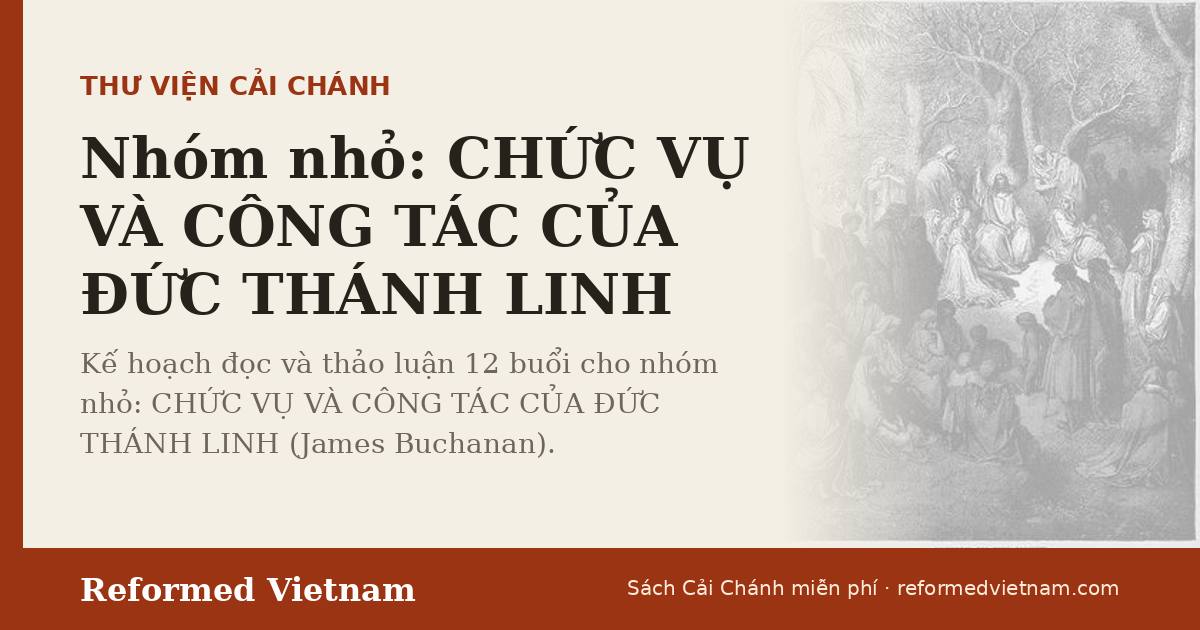 THƯ VIỆN CẢI CHÁNH
Nhóm nhỏ: CHỨC VỤ
VÀ CÔNG TÁC CỦA
ĐỨC THÁNH LINH
Kế hoạch đọc và thảo luận 12 buổi cho nhóm
nhỏ: CHỨC VỤ VÀ CÔNG TÁC CỦA ĐỨC
THÁNH LINH (James Buchanan).
Reformed Vietnam
Sách Cải Chánh miễn phí · reformedvietnam.com